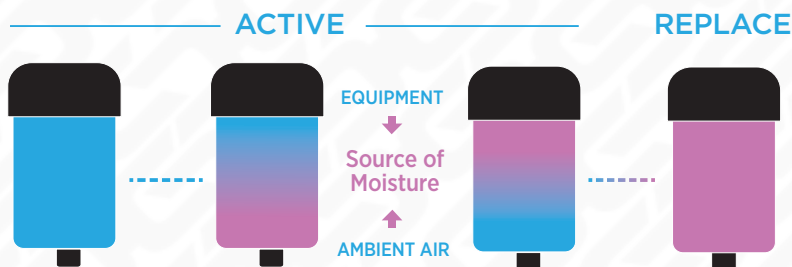 ACTIVE
REPLACE
EQUIPMENT
Source of
Moisture
AMBIENT AIR